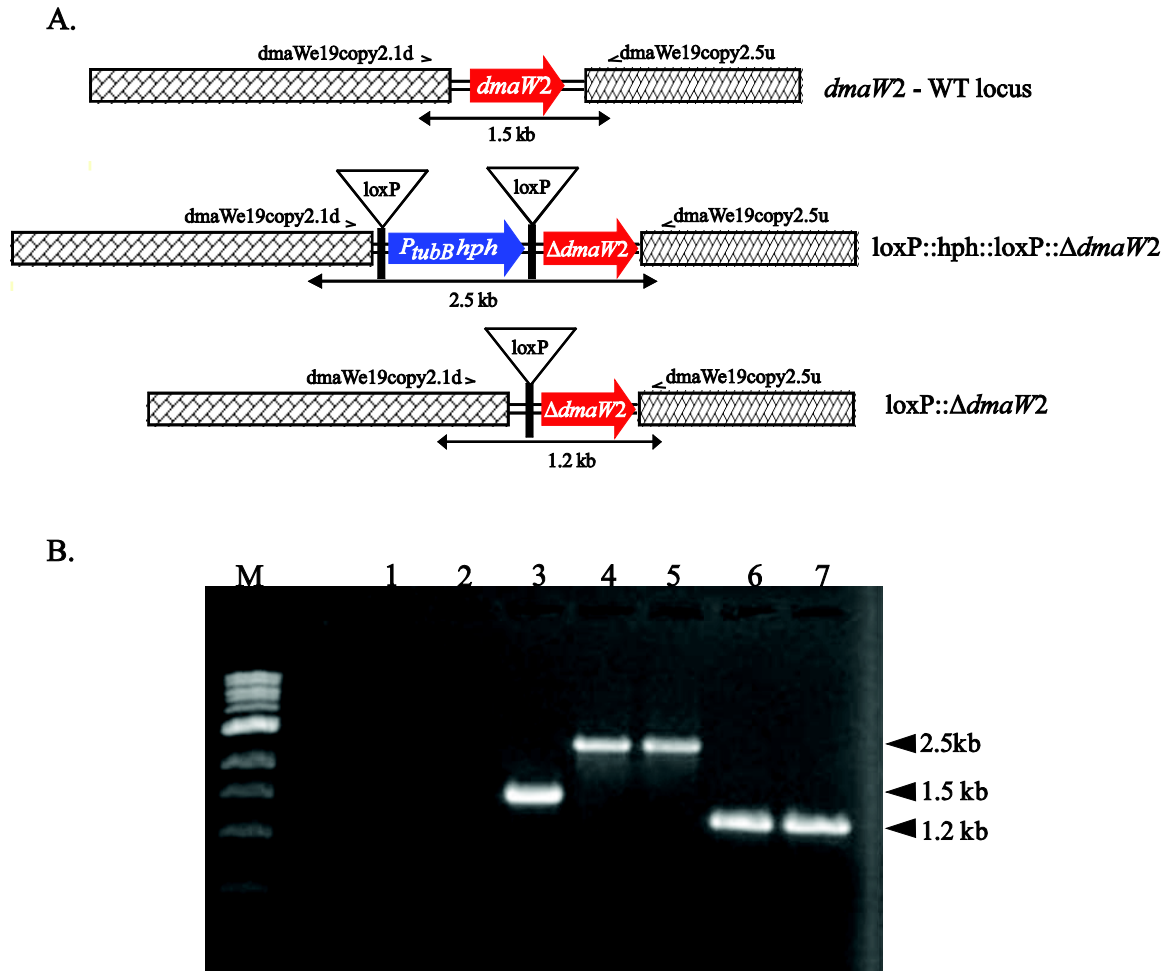 A.
dmaWe19copy2.1d
dmaWe19copy2.5u
dmaW2
dmaW2 - WT locus
1.5 kb
loxP
loxP
dmaWe19copy2.1d
dmaWe19copy2.5u
PtubB hph
ΔdmaW2
loxP::hph::loxP::ΔdmaW2
2.5 kb
loxP
dmaWe19copy2.1d
dmaWe19copy2.5u
ΔdmaW2
loxP::ΔdmaW2
1.2 kb
B.
M 1 2 3 4 5 6 7
2.5kb
1.5 kb
1.2 kb